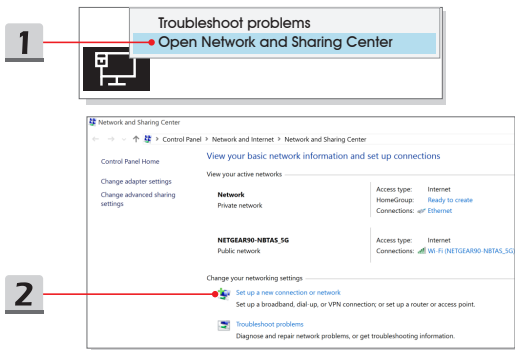 1
Troubleshoot problems
Open Network and Sharing Center
Network and Sharing Center
Control Panel > Network and Internet > Network and Sharing Center
Control Panel Home
Change adapter settings
Change advanced sharing
settings
View your basic network information and set up connections
View your active networks
Network
Private network
Access type: Internet
HomeGroup: Ready to create
Connections: Ethernet
NETGEAR90-NBTAS_5G
Public network
Access type: Internet
Connections: Wi-Fi (NETGEAR90-NBTAS_5G)
Change your networking settings
2
Set up a new connection or network
Set up a broadband, dial-up, or VPN connection; or set up a router or access point.
Troubleshoot problems
Diagnose and repair network problems, or get troubleshooting information.